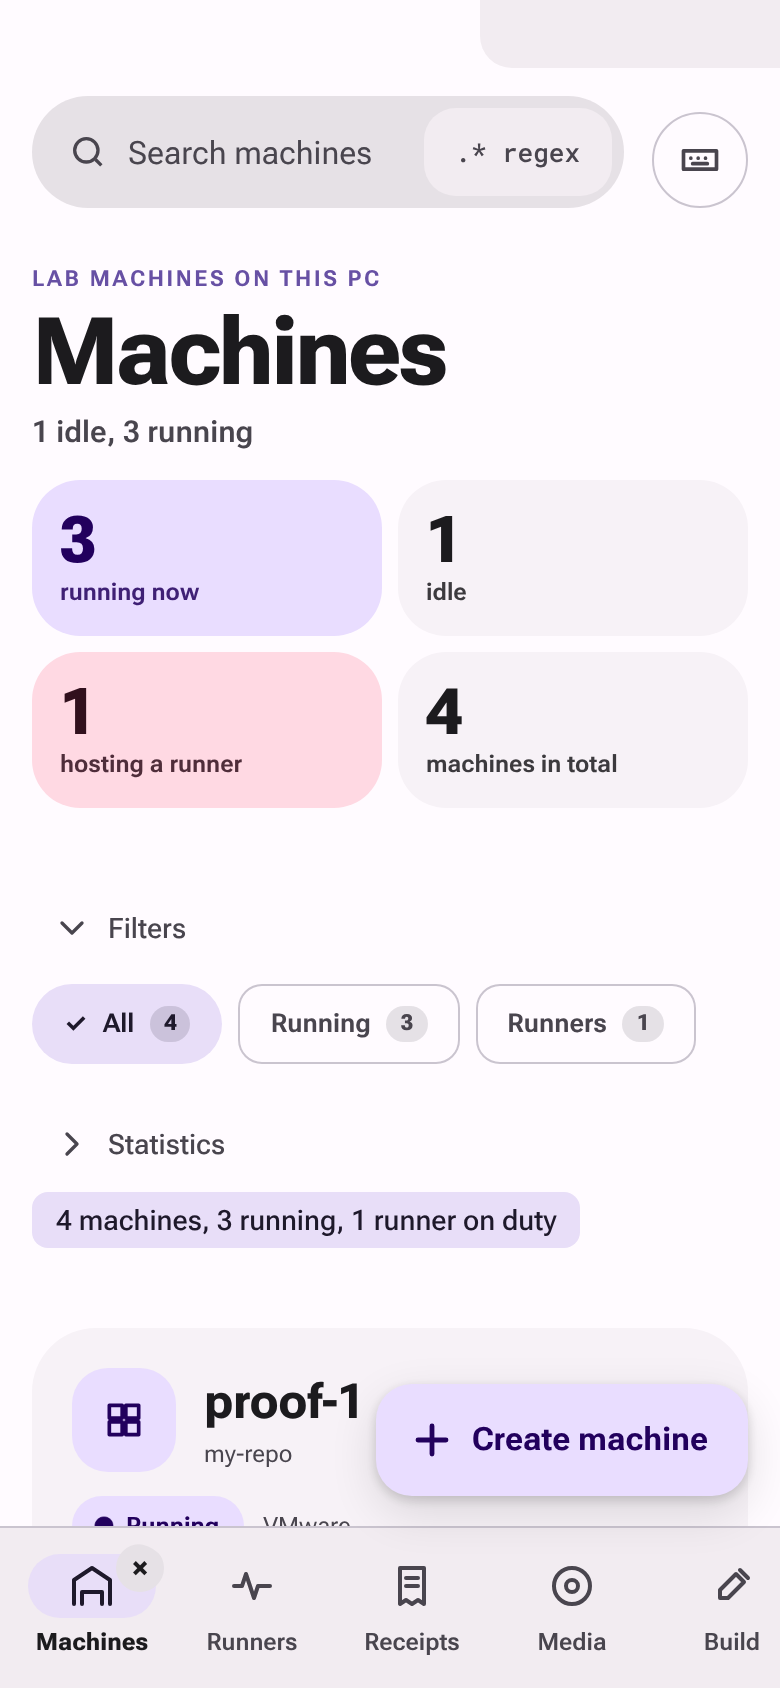 Search machines
.* regex
LAB MACHINES ON THIS PC
Machines
1 idle, 3 running
3
running now
1
idle
1
hosting a runner
4
machines in total
Filters
All 4
Running 3
Runners 1
Statistics
4 machines, 3 running, 1 runner on duty
proof-1
my-repo
Create machine
Running
VMware
Machines
Runners
Receipts
Media
Build